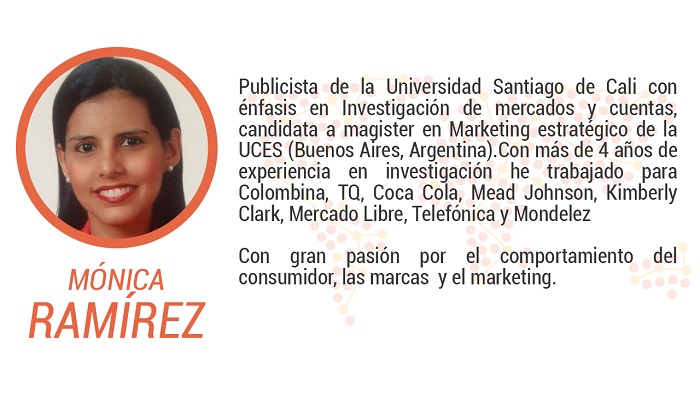 Publicista de la Universidad Santiago de Cali con
énfasis en Investigación de mercados y cuentas,
candidata a magister en Marketing estratégico de la
UCES (Buenos Aires, Argentina).Con más de 4 años de
experiencia en investigación he trabajado para
Colombina, TQ, Coca Cola, Mead Johnson, Kimberly
Clark, Mercado Libre, Telefónica y Mondelez
Con gran pasión por el comportamiento del
consumidor, las marcas  y el marketing.
MÓNICA
RAMÍREZ